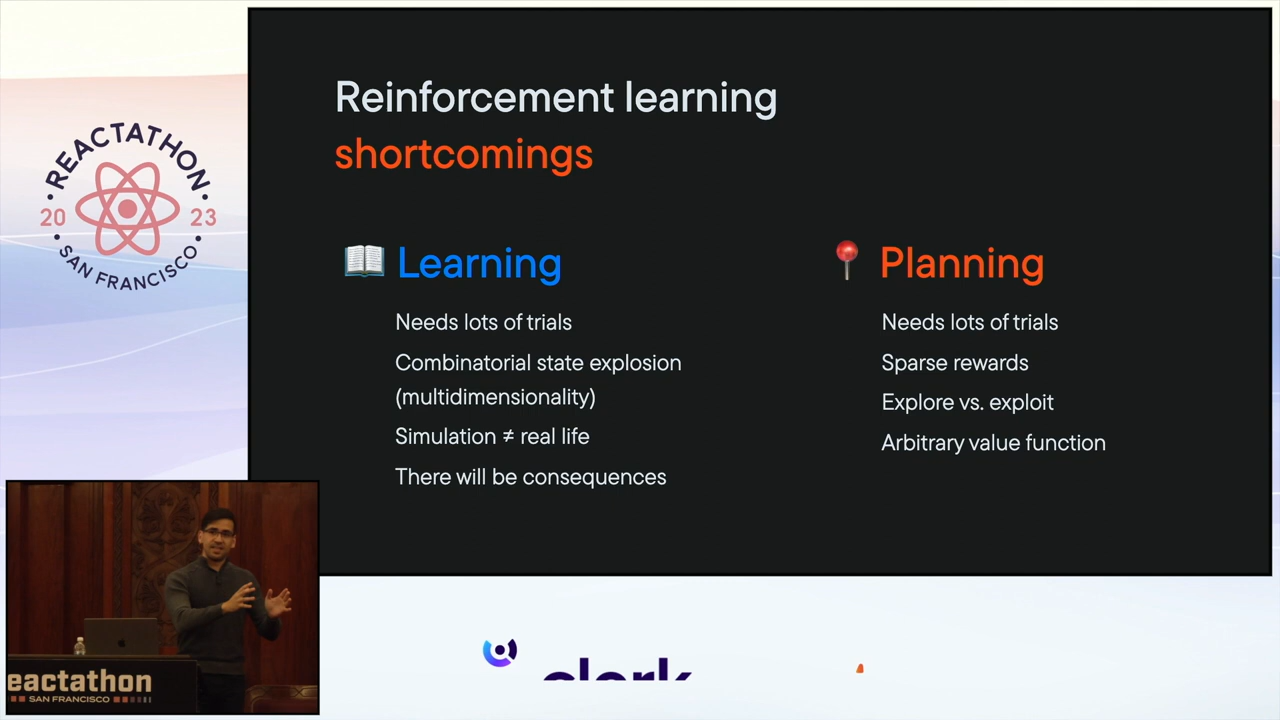 REACTATHON
20 23
SAN FRANCISCO
Reinforcement learning
shortcomings
📖 Learning
Needs lots of trials
Combinatorial state explosion
(multidimensionality)
Simulation ≠ real life
There will be consequences
📍 Planning
Needs lots of trials
Sparse rewards
Explore vs. exploit
Arbitrary value function
eactathon
SAN FRANCISCO
clerk